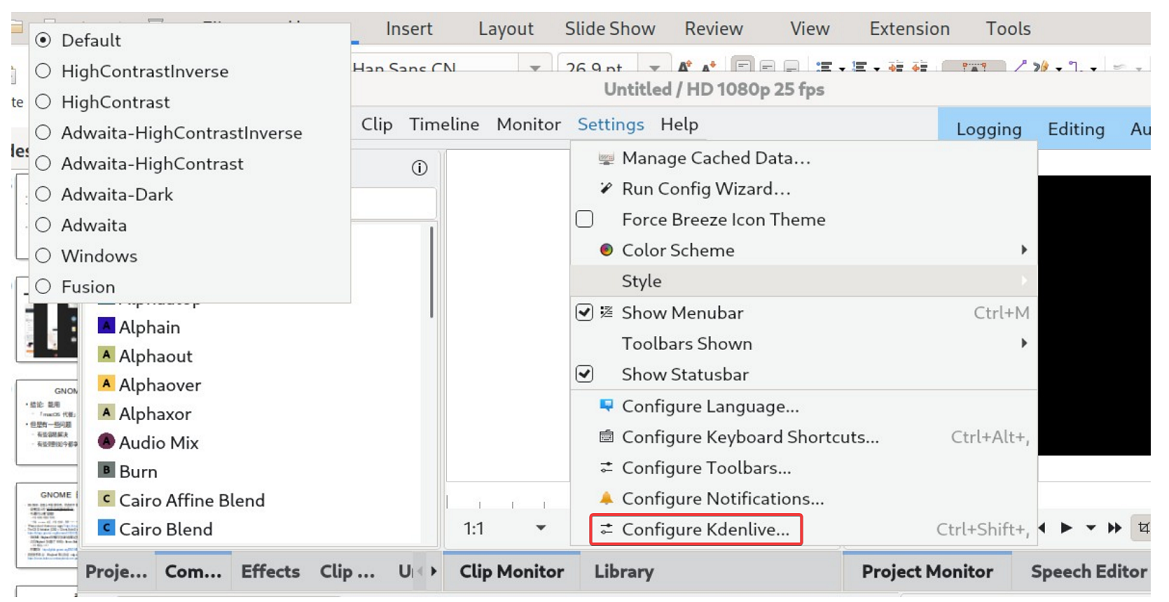 Insert Layout Slide Show Review View Extension Tools
Han Sans CN 26.9 pt
Untitled / HD 1080p 25 fps
Clip Timeline Monitor Settings Help
Logging Editing Au
Default
HighContrastInverse
HighContrast
Adwaita-HighContrastInverse
Adwaita-HighContrast
Adwaita-Dark
Adwaita
Windows
Fusion
Manage Cached Data...
Run Config Wizard...
Force Breeze Icon Theme
Color Scheme
Style
Show Menubar Ctrl+M
Toolbars Shown
Show Statusbar
Configure Language...
Configure Keyboard Shortcuts... Ctrl+Alt+,
Configure Toolbars...
Configure Notifications...
Configure Kdenlive... Ctrl+Shift+,
A Alphain
A Alphaout
A Alphaover
A Alphaxor
A Audio Mix
B Burn
C Cairo Affine Blend
C Cairo Blend
GNOM
GNOME
1:1
Proje... Com... Effects Clip ... Clip Monitor Library Project Monitor Speech Editor